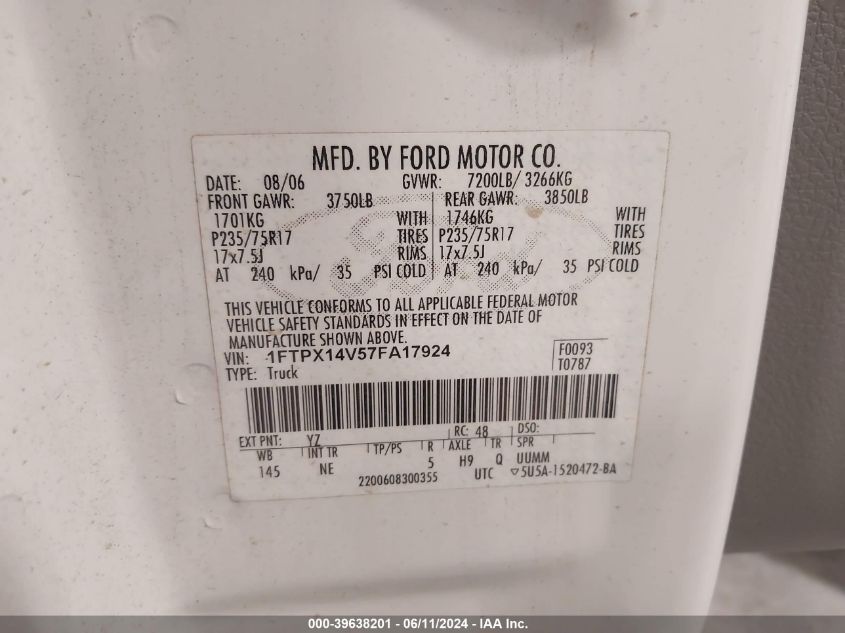 MFD. BY FORD MOTOR CO.
DATE: 08/06 GVWR: 7200LB/ 3266KG
FRONT GAWR: 3750LB REAR GAWR: 3850LB
1701KG WITH 1746KG WITH
P235/75R17 TIRES P235/75R17 TIRES
17x7.5J RIMS 17x7.5J RIMS
AT 240 kPa/ 35 PSI COLD AT 240 kPa/ 35 PSI COLD
Ford
THIS VEHICLE CONFORMS TO ALL APPLICABLE FEDERAL MOTOR
VEHICLE SAFETY STANDARDS IN EFFECT ON THE DATE OF
MANUFACTURE SHOWN ABOVE.
VIN: 1FTPX14V57FA17924 F0093
TYPE: Truck T0787
EXT PNT: YZ RC: 48 DSO:
WB INT TR TP/PS R AXLE TR SPR
145 NE 5 H9 Q UUMM
2200608300355 UTC ▽5U5A-1520472-BA
000-39638201 - 06/11/2024 - IAA Inc.